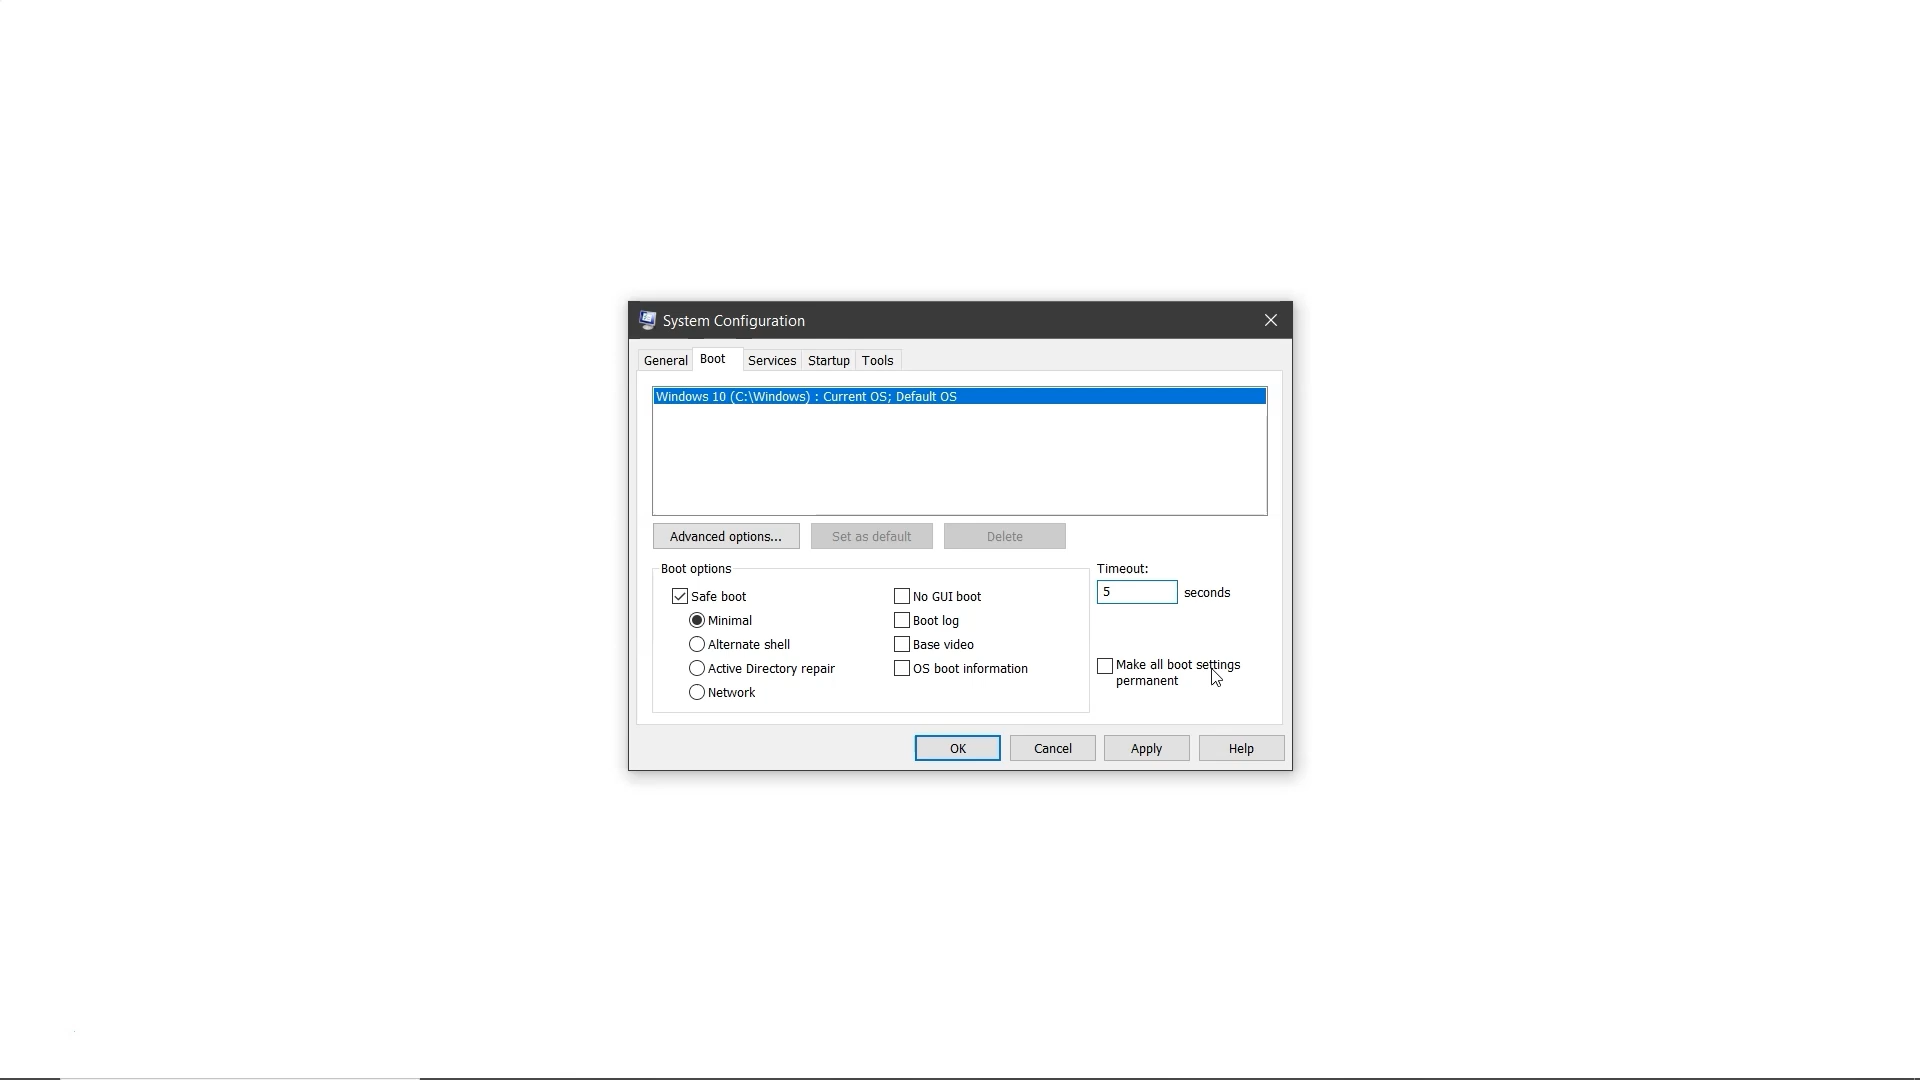 System Configuration
General Boot Services Startup Tools
Windows 10 (C:\Windows) : Current OS; Default OS
Advanced options... Set as default Delete
Boot options
Safe boot
Minimal
Alternate shell
Active Directory repair
Network
No GUI boot
Boot log
Base video
OS boot information
Timeout:
5 seconds
Make all boot settings
permanent
OK Cancel Apply Help